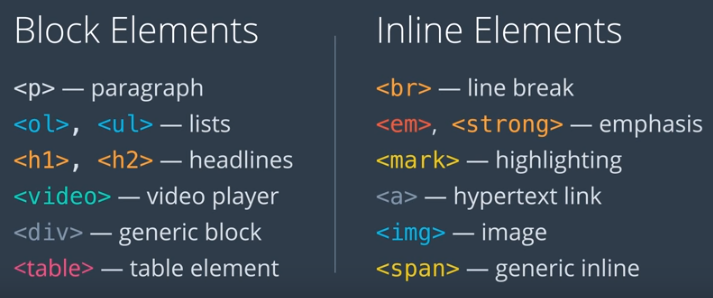 Block Elements
<p> — paragraph
<ol>, <ul> — lists
<h1>, <h2> — headlines
<video> — video player
<div> — generic block
<table> — table element
Inline Elements
<br> — line break
<em>, <strong> — emphasis
<mark> — highlighting
<a> — hypertext link
<img> — image
<span> — generic inline